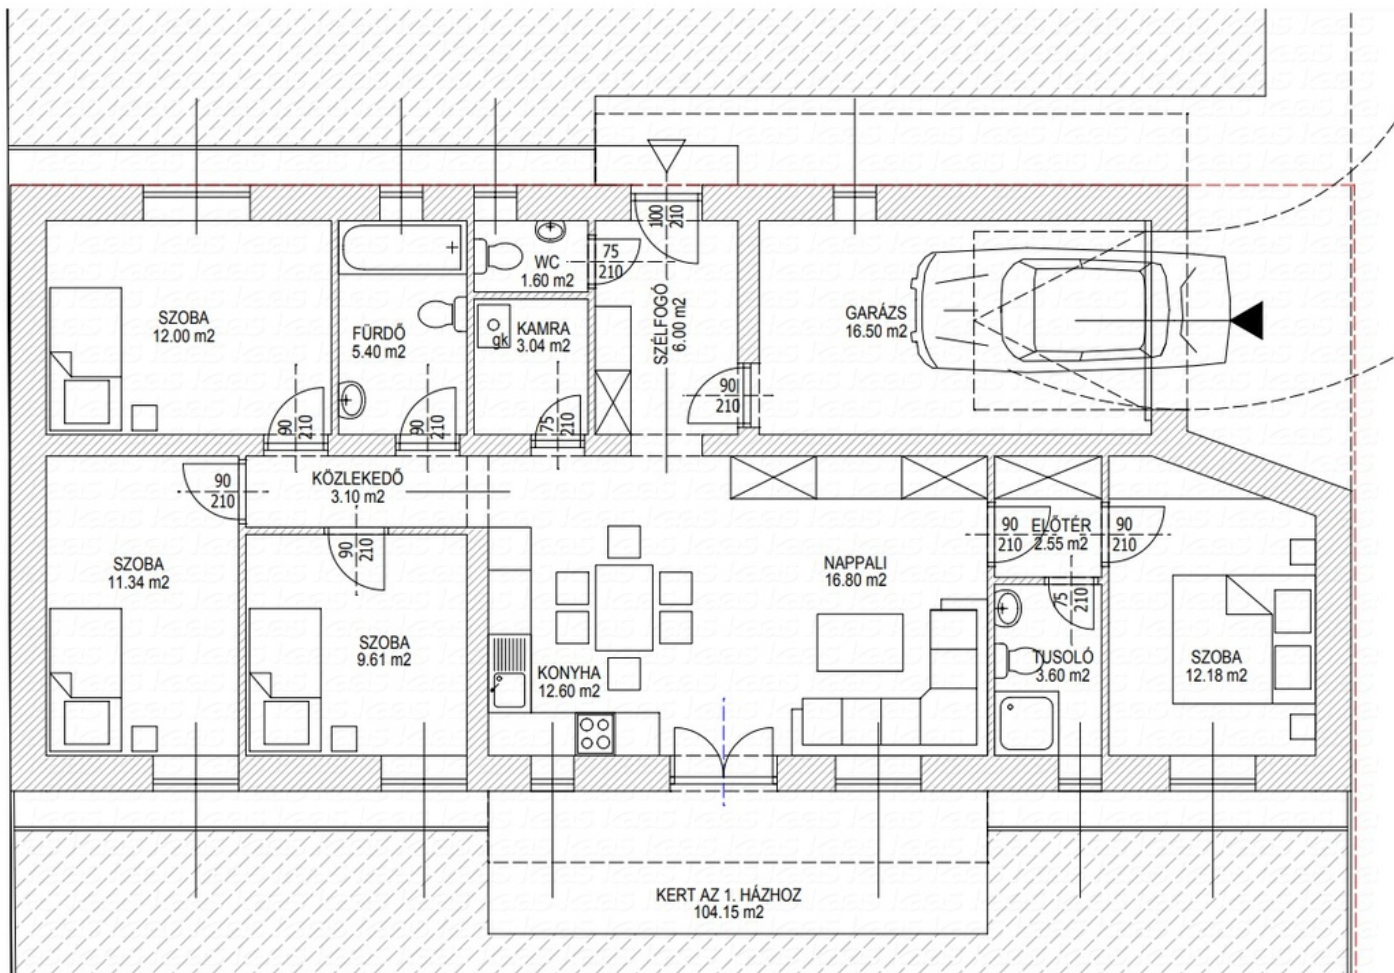 100
210
75
210
WC
1.60 m2
SZOBA
12.00 m2
FÜRDŐ
5.40 m2
gk
KAMRA
3.04 m2
SZÉLFOGÓ
6.00 m2
GARÁZS
16.50 m2
90
210
90
210
90
210
75
210
90
210
KÖZLEKEDŐ
3.10 m2
90
210
SZOBA
11.34 m2
NAPPALI
16.80 m2
90
210
ELŐTÉR
2.55 m2
90
210
75
210
SZOBA
9.61 m2
KONYHA
12.60 m2
TUSOLÓ
3.60 m2
SZOBA
12.18 m2
KERT AZ 1. HÁZHOZ
104.15 m2